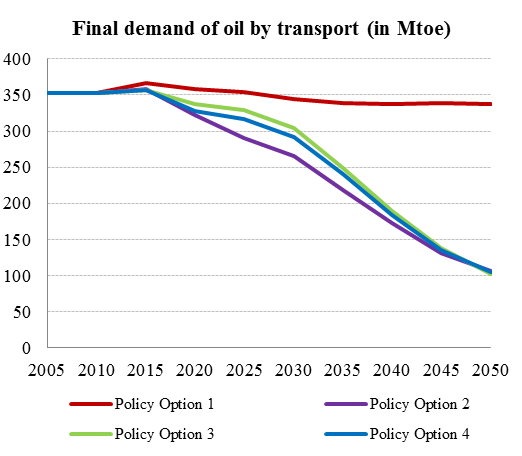 Final demand of oil by transport (in Mtoe)
400
350
300
250
200
150
100
50
0
2005 2010 2015 2020 2025 2030 2035 2040 2045 2050
Policy Option 1 Policy Option 2
Policy Option 3 Policy Option 4